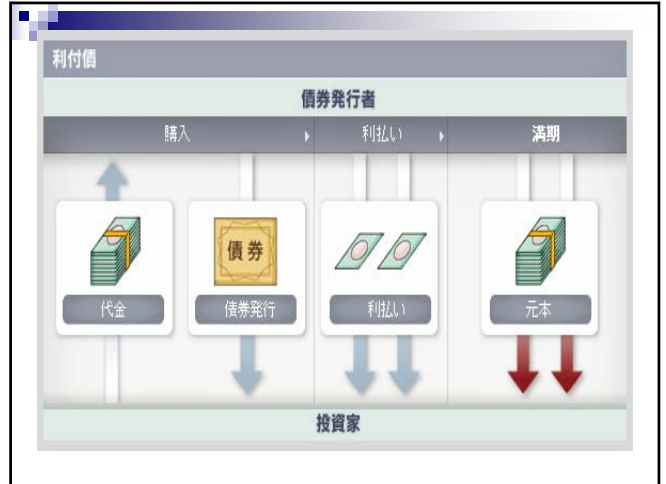 利付債
債券発行者
購入 利払い 満期
債券
代金 債券発行 利払い 元本
投資家